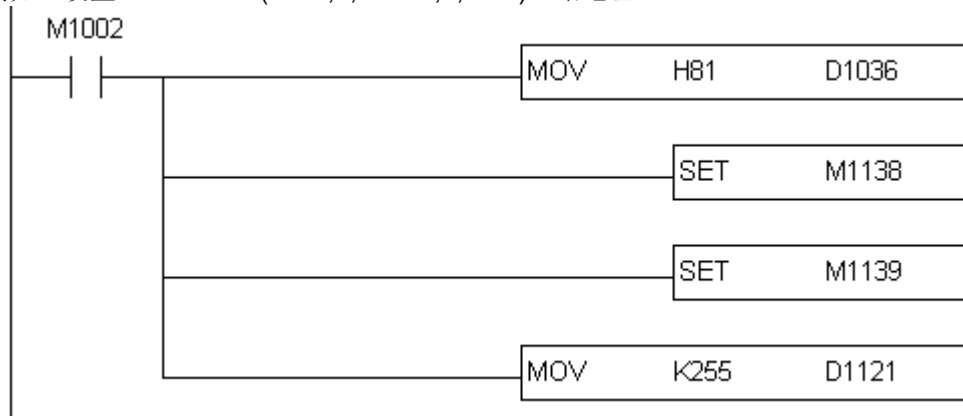 M1002
MOV H81 D1036
SET M1138
SET M1139
MOV K255 D1121